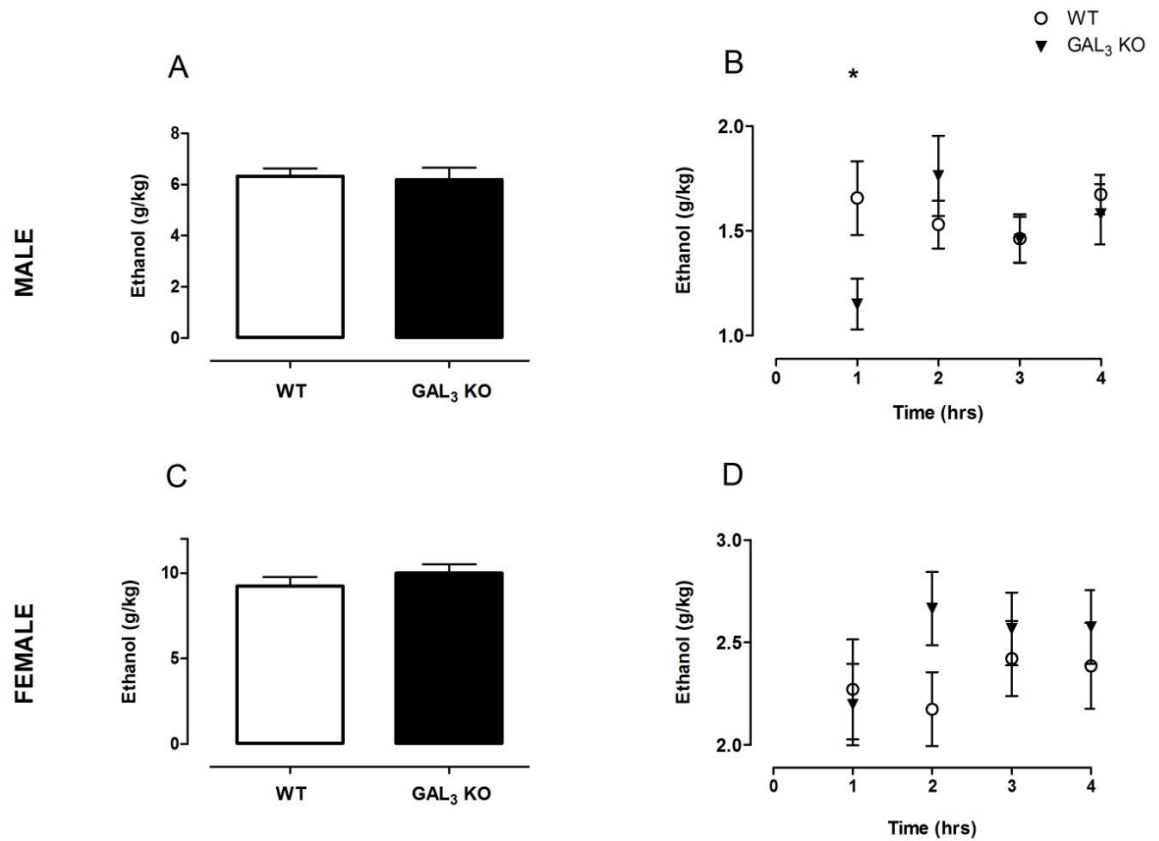 WT
GAL3 KO
MALE
A
Ethanol (g/kg)
8
6
4
2
0
WT
GAL3 KO
B
*
Ethanol (g/kg)
2.0
1.5
1.0
0
1
2
3
4
Time (hrs)
FEMALE
C
Ethanol (g/kg)
10
5
0
WT
GAL3 KO
D
Ethanol (g/kg)
3.0
2.5
2.0
0
1
2
3
4
Time (hrs)